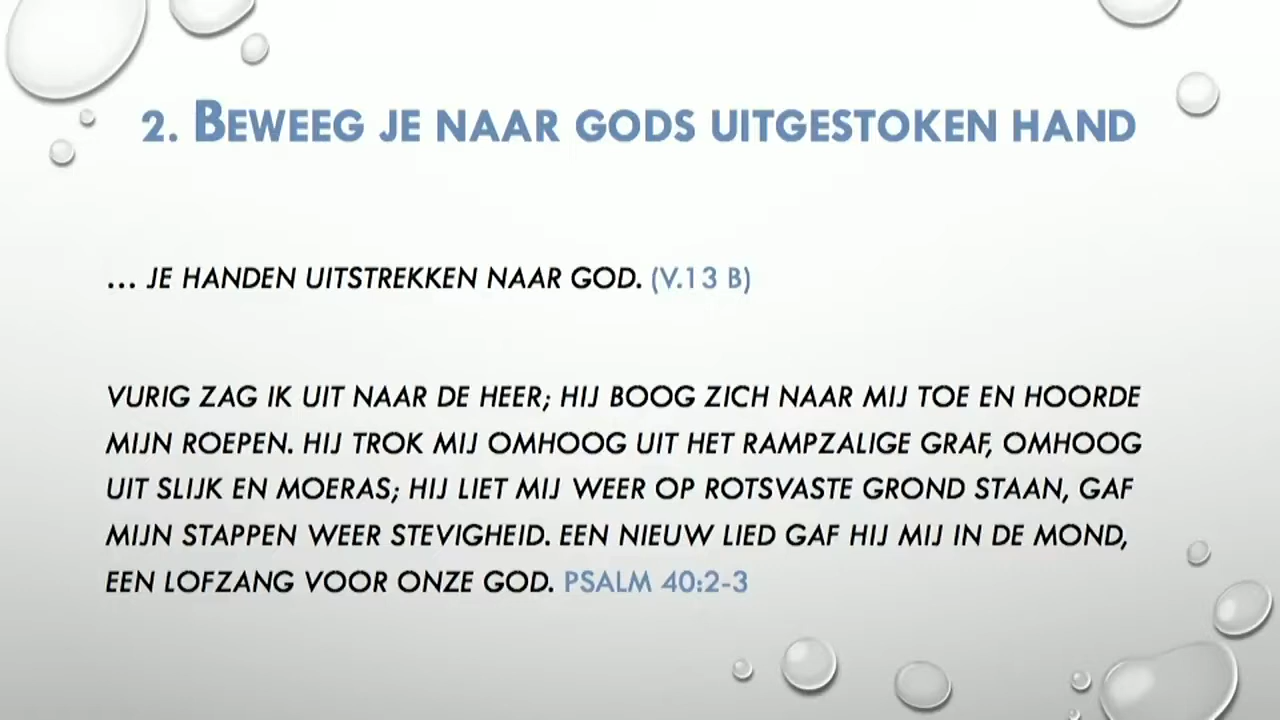 2. BEWEEG JE NAAR GODS UITGESTOKEN HAND
... JE HANDEN UITSTREKKEN NAAR GOD. (V.13 B)
VURIG ZAG IK UIT NAAR DE HEER; HIJ BOOG ZICH NAAR MIJ TOE EN HOORDE
MIJN ROEPEN. HIJ TROK MIJ OMHOOG UIT HET RAMPZALIGE GRAF, OMHOOG
UIT SLIJK EN MOERAS; HIJ LIET MIJ WEER OP ROTSVASTE GROND STAAN, GAF
MIJN STAPPEN WEER STEVIGHEID. EEN NIEUW LIED GAF HIJ MIJ IN DE MOND,
EEN LOFZANG VOOR ONZE GOD. PSALM 40:2-3